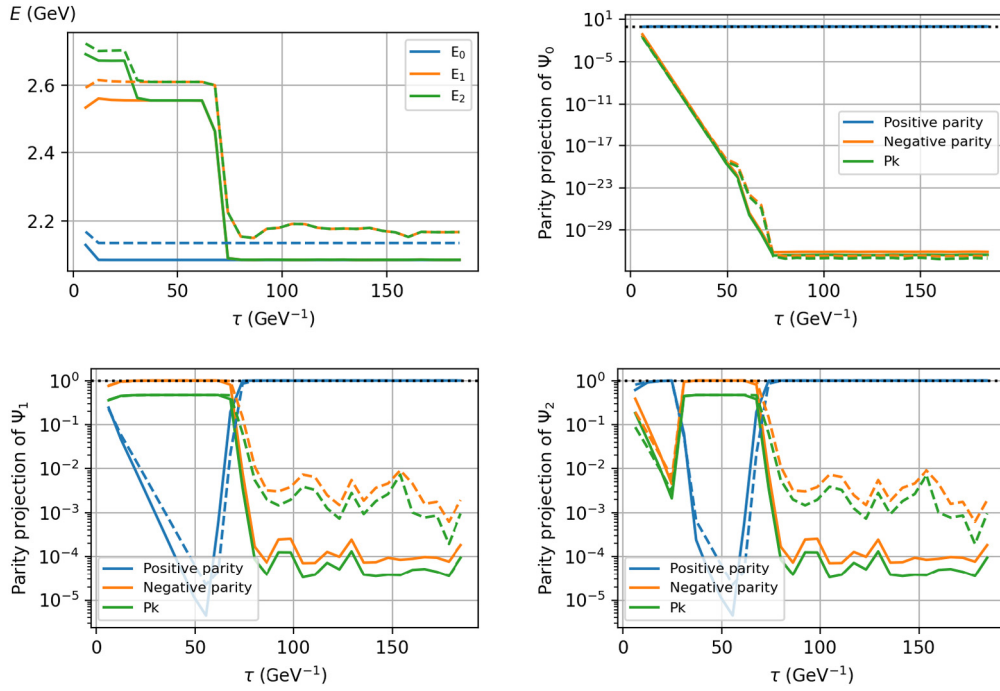 E (GeV)
2.6
2.4
2.2
0
50
100
150
τ (GeV⁻¹)
E₀
E₁
E₂
Parity projection of Ψ₀
10¹
10⁻⁵
10⁻¹¹
10⁻¹⁷
10⁻²³
10⁻²⁹
0
50
100
150
τ (GeV⁻¹)
Positive parity
Negative parity
Pk
Parity projection of Ψ₁
10⁰
10⁻¹
10⁻²
10⁻³
10⁻⁴
10⁻⁵
0
50
100
150
τ (GeV⁻¹)
Positive parity
Negative parity
Pk
Parity projection of Ψ₂
10⁰
10⁻¹
10⁻²
10⁻³
10⁻⁴
10⁻⁵
0
50
100
150
τ (GeV⁻¹)
Positive parity
Negative parity
Pk